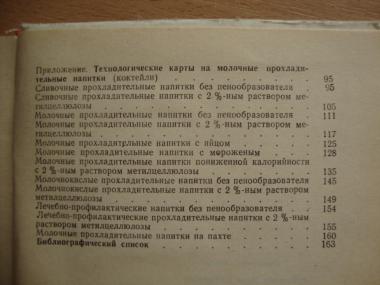 Приложение. Технологические карты на молочные прохлади-
тельные напитки (коктейли) 95
Сливочные прохладительные напитки без пенообразователя 95
Сливочные прохладительные напитки с 2 %-ным раствором ме-
тилцеллюлозы 105
Молочные прохладительные напитки без пенообразователя 111
Молочные прохладительные напитки с 2 %-ным раствором ме-
тилцеллюлозы 117
Молочные прохладительные напитки с яйцом 125
Молочные прохладительные напитки с мороженым 128
Молочные прохладительные напитки пониженной калорийности
с 2 %-ным раствором метилцеллюлозы 135
Молочнокислые прохладительные напитки без пенообразователя 145
Молочнокислые прохладительные напитки с 2 %-ным раствором
метилцеллюлозы 149
Лечебно-профилактические напитки без пенообразователя 154
Лечебно-профилактические прохладительные напитки с 2 %-ным
раствором метилцеллюлозы 155
Молочные прохладительные напитки на пахте 160
Библиографический список 163